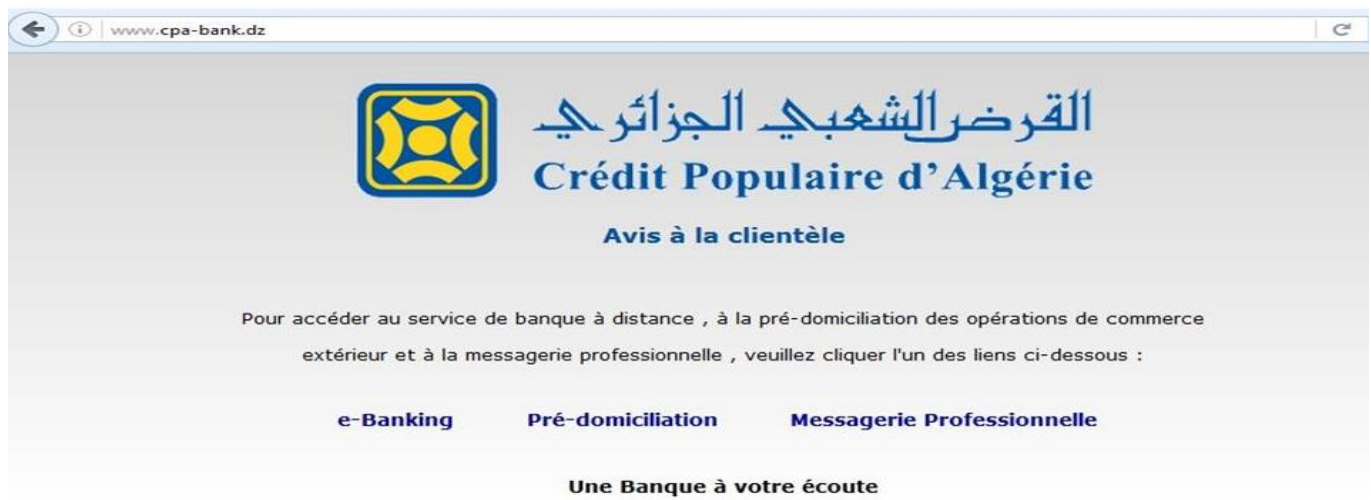 www.cpa-bank.dz
القرض الشعبي الجزائري
Crédit Populaire d’Algérie
Avis à la clientèle
Pour accéder au service de banque à distance , à la pré-domiciliation des opérations de commerce
extérieur et à la messagerie professionnelle , veuillez cliquer l'un des liens ci-dessous :
e-Banking Pré-domiciliation Messagerie Professionnelle
Une Banque à votre écoute